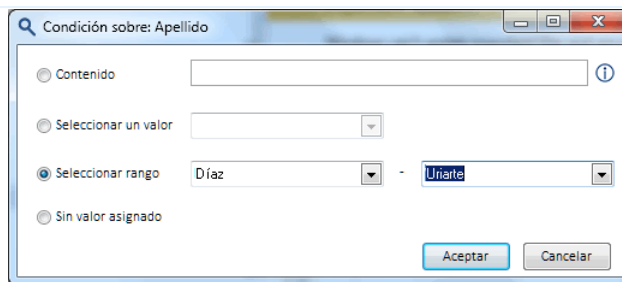 Condición sobre: Apellido
Contenido
Seleccionar un valor
Seleccionar rango Díaz - Uriarte
Sin valor asignado
Aceptar Cancelar